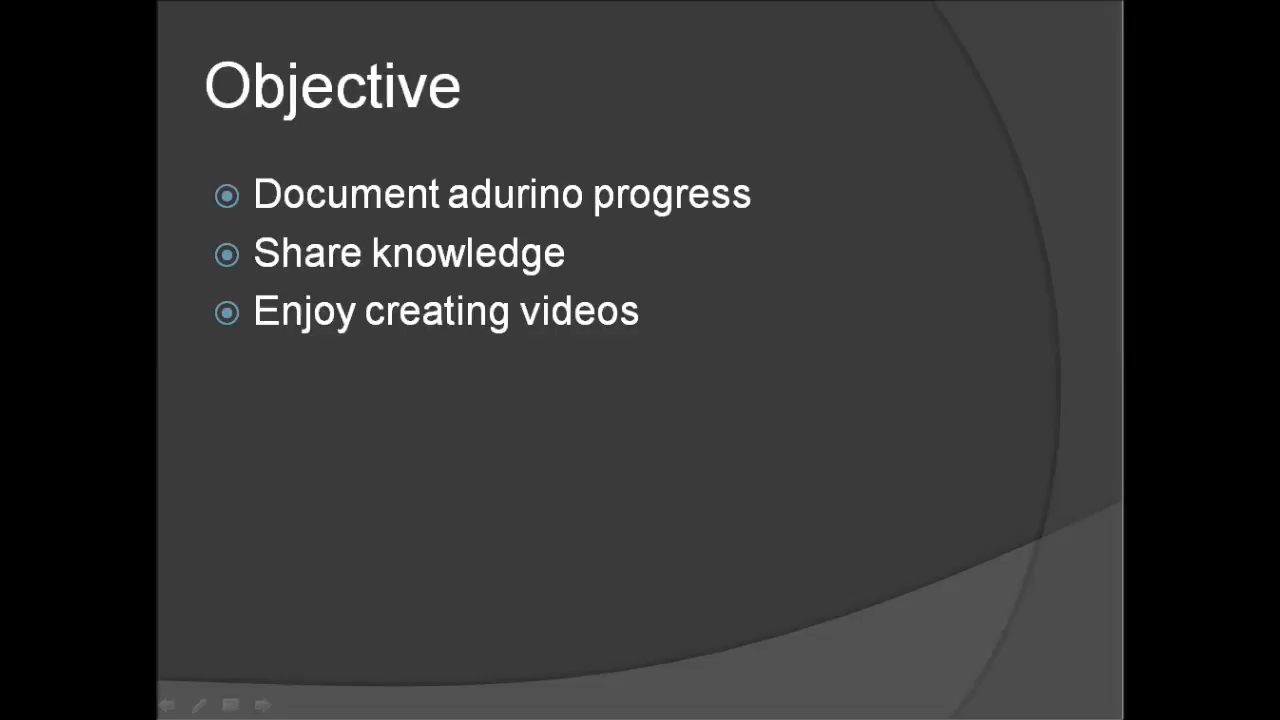 Objective
Document adurino progress
Share knowledge
Enjoy creating videos